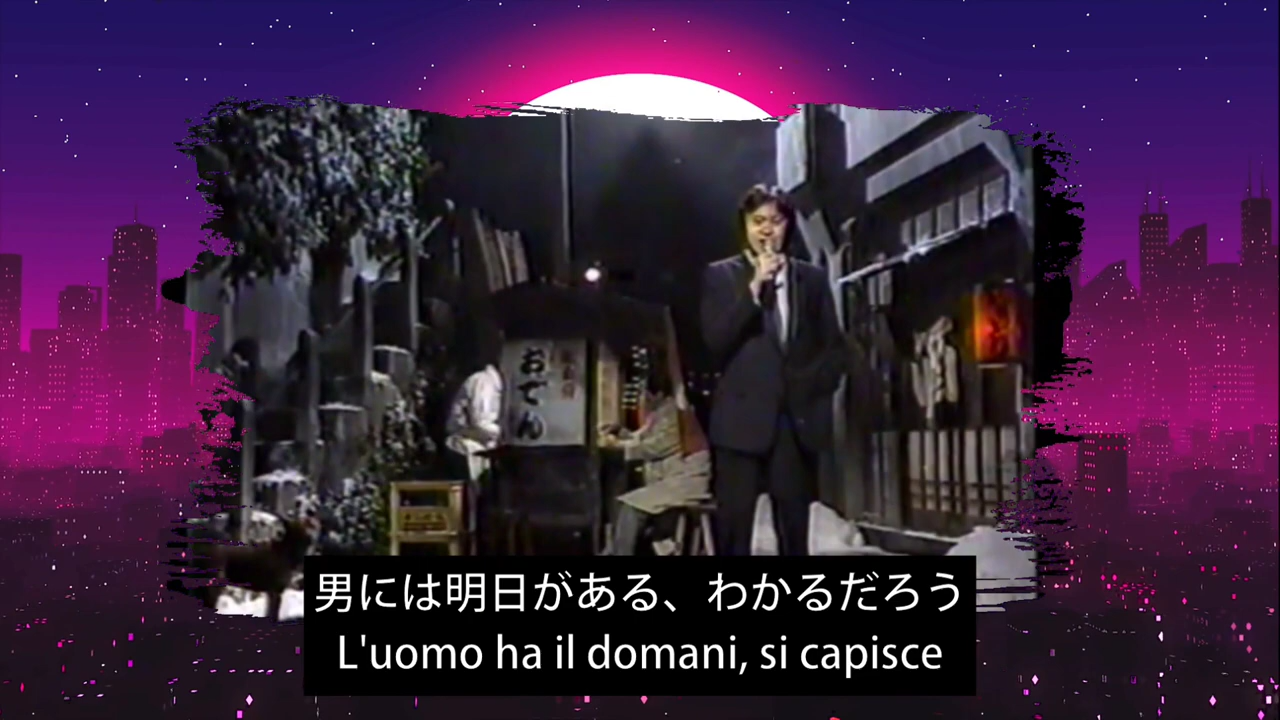 おでん
男には明日がある、わかるだろう
L'uomo ha il domani, si capisce